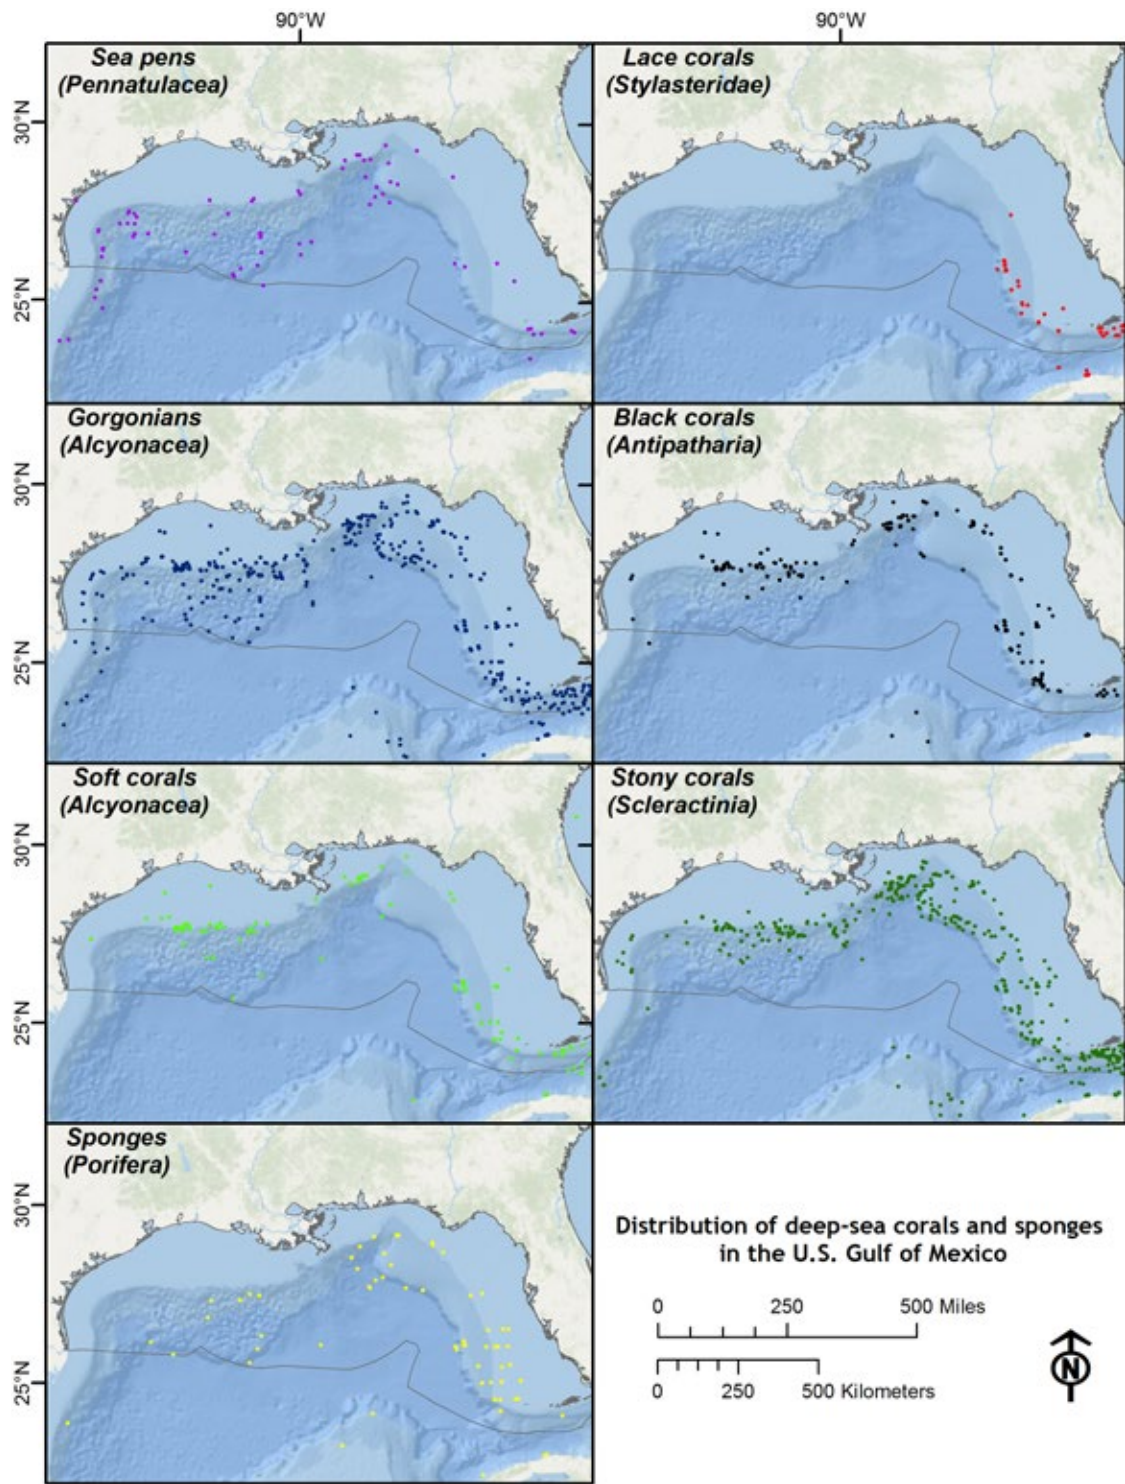 90°W
90°W
Sea pens
(Pennatulacea)
Lace corals
(Stylasteridae)
30°N
25°N
Gorgonians
(Alcyonacea)
Black corals
(Antipatharia)
30°N
25°N
Soft corals
(Alcyonacea)
Stony corals
(Scleractinia)
30°N
25°N
Sponges
(Porifera)
30°N
25°N
Distribution of deep-sea corals and sponges
in the U.S. Gulf of Mexico
0 250 500 Miles
0 250 500 Kilometers
N